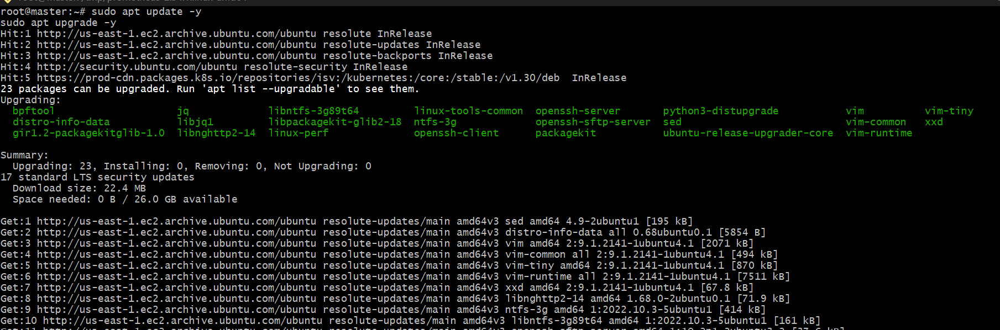 root@master:~# sudo apt update -y
sudo apt upgrade -y
Hit:1 http://us-east-1.ec2.archive.ubuntu.com/ubuntu resolute InRelease
Hit:2 http://us-east-1.ec2.archive.ubuntu.com/ubuntu resolute-updates InRelease
Hit:3 http://us-east-1.ec2.archive.ubuntu.com/ubuntu resolute-backports InRelease
Hit:4 http://security.ubuntu.com/ubuntu resolute-security InRelease
Hit:5 https://prod-cdn.packages.k8s.io/repositories/isv:/kubernetes:/core:/stable:/v1.30/deb  InRelease
23 packages can be upgraded. Run 'apt list --upgradable' to see them.
Upgrading:
  bpftool                    jq            libntfs-3g89t64         linux-tools-common  openssh-server       python3-distupgrade         vim          vim-tiny
  distro-info-data           libjq1        libpackagekit-glib2-18  ntfs-3g             openssh-sftp-server  sed                         vim-common   xxd
  gir1.2-packagekitglib-1.0  libnghttp2-14 linux-perf              openssh-client      packagekit           ubuntu-release-upgrader-core  vim-runtime
Summary:
  Upgrading: 23, Installing: 0, Removing: 0, Not Upgrading: 0
17 standard LTS security updates
  Download size: 22.4 MB
  Space needed: 0 B / 26.0 GB available
Get:1 http://us-east-1.ec2.archive.ubuntu.com/ubuntu resolute-updates/main amd64v3 sed amd64 4.9-2ubuntu1 [195 kB]
Get:2 http://us-east-1.ec2.archive.ubuntu.com/ubuntu resolute-updates/main amd64v3 distro-info-data all 0.68ubuntu0.1 [5854 B]
Get:3 http://us-east-1.ec2.archive.ubuntu.com/ubuntu resolute-updates/main amd64v3 vim amd64 2:9.1.2141-1ubuntu4.1 [2071 kB]
Get:4 http://us-east-1.ec2.archive.ubuntu.com/ubuntu resolute-updates/main amd64v3 vim-common all 2:9.1.2141-1ubuntu4.1 [494 kB]
Get:5 http://us-east-1.ec2.archive.ubuntu.com/ubuntu resolute-updates/main amd64v3 vim-tiny amd64 2:9.1.2141-1ubuntu4.1 [870 kB]
Get:6 http://us-east-1.ec2.archive.ubuntu.com/ubuntu resolute-updates/main amd64v3 vim-runtime all 2:9.1.2141-1ubuntu4.1 [7511 kB]
Get:7 http://us-east-1.ec2.archive.ubuntu.com/ubuntu resolute-updates/main amd64v3 xxd amd64 2:9.1.2141-1ubuntu4.1 [67.8 kB]
Get:8 http://us-east-1.ec2.archive.ubuntu.com/ubuntu resolute-updates/main amd64v3 libnghttp2-14 amd64 1.68.0-2ubuntu0.1 [71.9 kB]
Get:9 http://us-east-1.ec2.archive.ubuntu.com/ubuntu resolute-updates/main amd64v3 ntfs-3g amd64 1:2022.10.3-5ubuntu1 [414 kB]
Get:10 http://us-east-1.ec2.archive.ubuntu.com/ubuntu resolute-updates/main amd64v3 libntfs-3g89t64 amd64 1:2022.10.3-5ubuntu1 [161 kB]